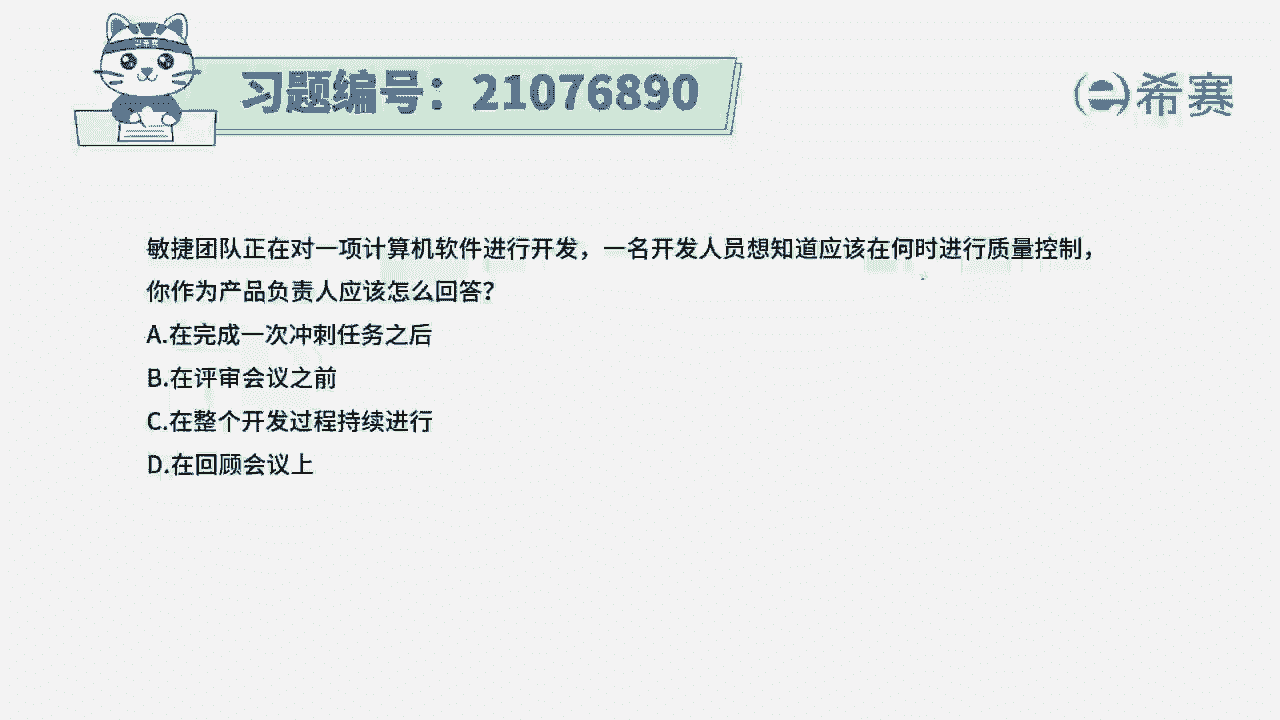 习题编号：21076890
希赛
敏捷团队正在对一项计算机软件进行开发，一名开发人员想知道应该在何时进行质量控制，
你作为产品负责人应该怎么回答？
A.在完成一次冲刺任务之后
B.在评审会议之前
C.在整个开发过程持续进行
D.在回顾会议上